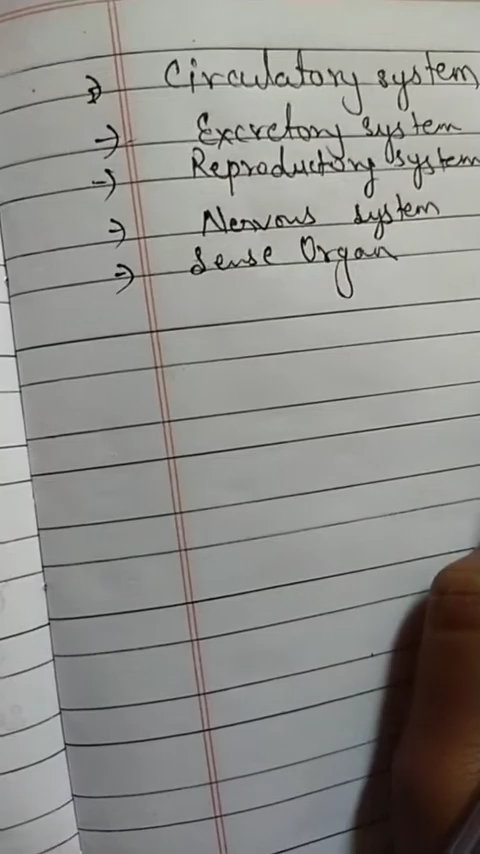 → Circulatory system
→ Excretory system
→ Reproductory system
→ Nervous system
→ Sense Organ